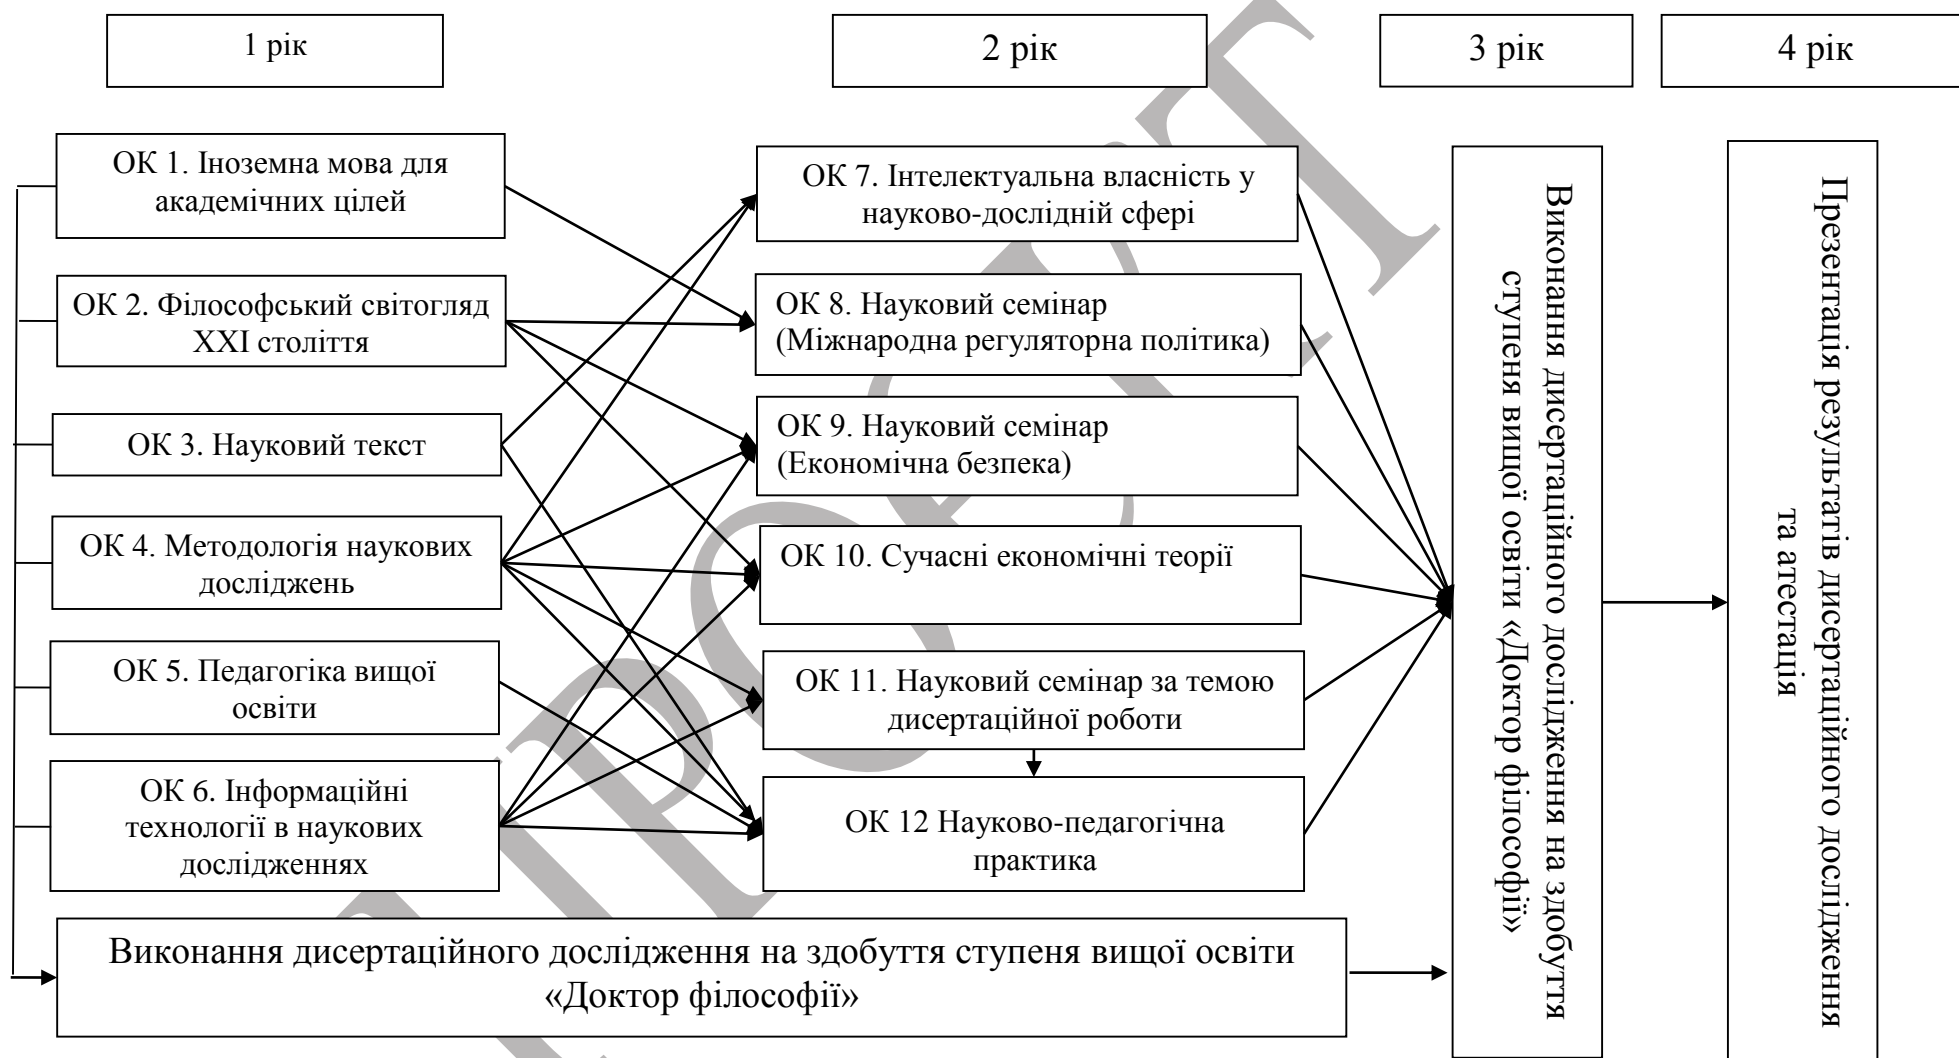 1 рік
2 рік
3 рік
4 рік
ОК 1. Іноземна мова для
академічних цілей
ОК 2. Філософський світогляд
ХХІ століття
ОК 3. Науковий текст
ОК 4. Методологія наукових
досліджень
ОК 5. Педагогіка вищої
освіти
ОК 6. Інформаційні
технології в наукових
дослідженнях
ОК 7. Інтелектуальна власність у
науково-дослідній сфері
ОК 8. Науковий семінар
(Міжнародна регуляторна політика)
ОК 9. Науковий семінар
(Економічна безпека)
ОК 10. Сучасні економічні теорії
ОК 11. Науковий семінар за темою
дисертаційної роботи
ОК 12 Науково-педагогічна
практика
Виконання дисертаційного дослідження на здобуття ступеня вищої освіти
«Доктор філософії»
Виконання дисертаційного дослідження на здобуття
ступеня вищої освіти «Доктор філософії»
Презентація результатів дисертаційного дослідження
та атестація